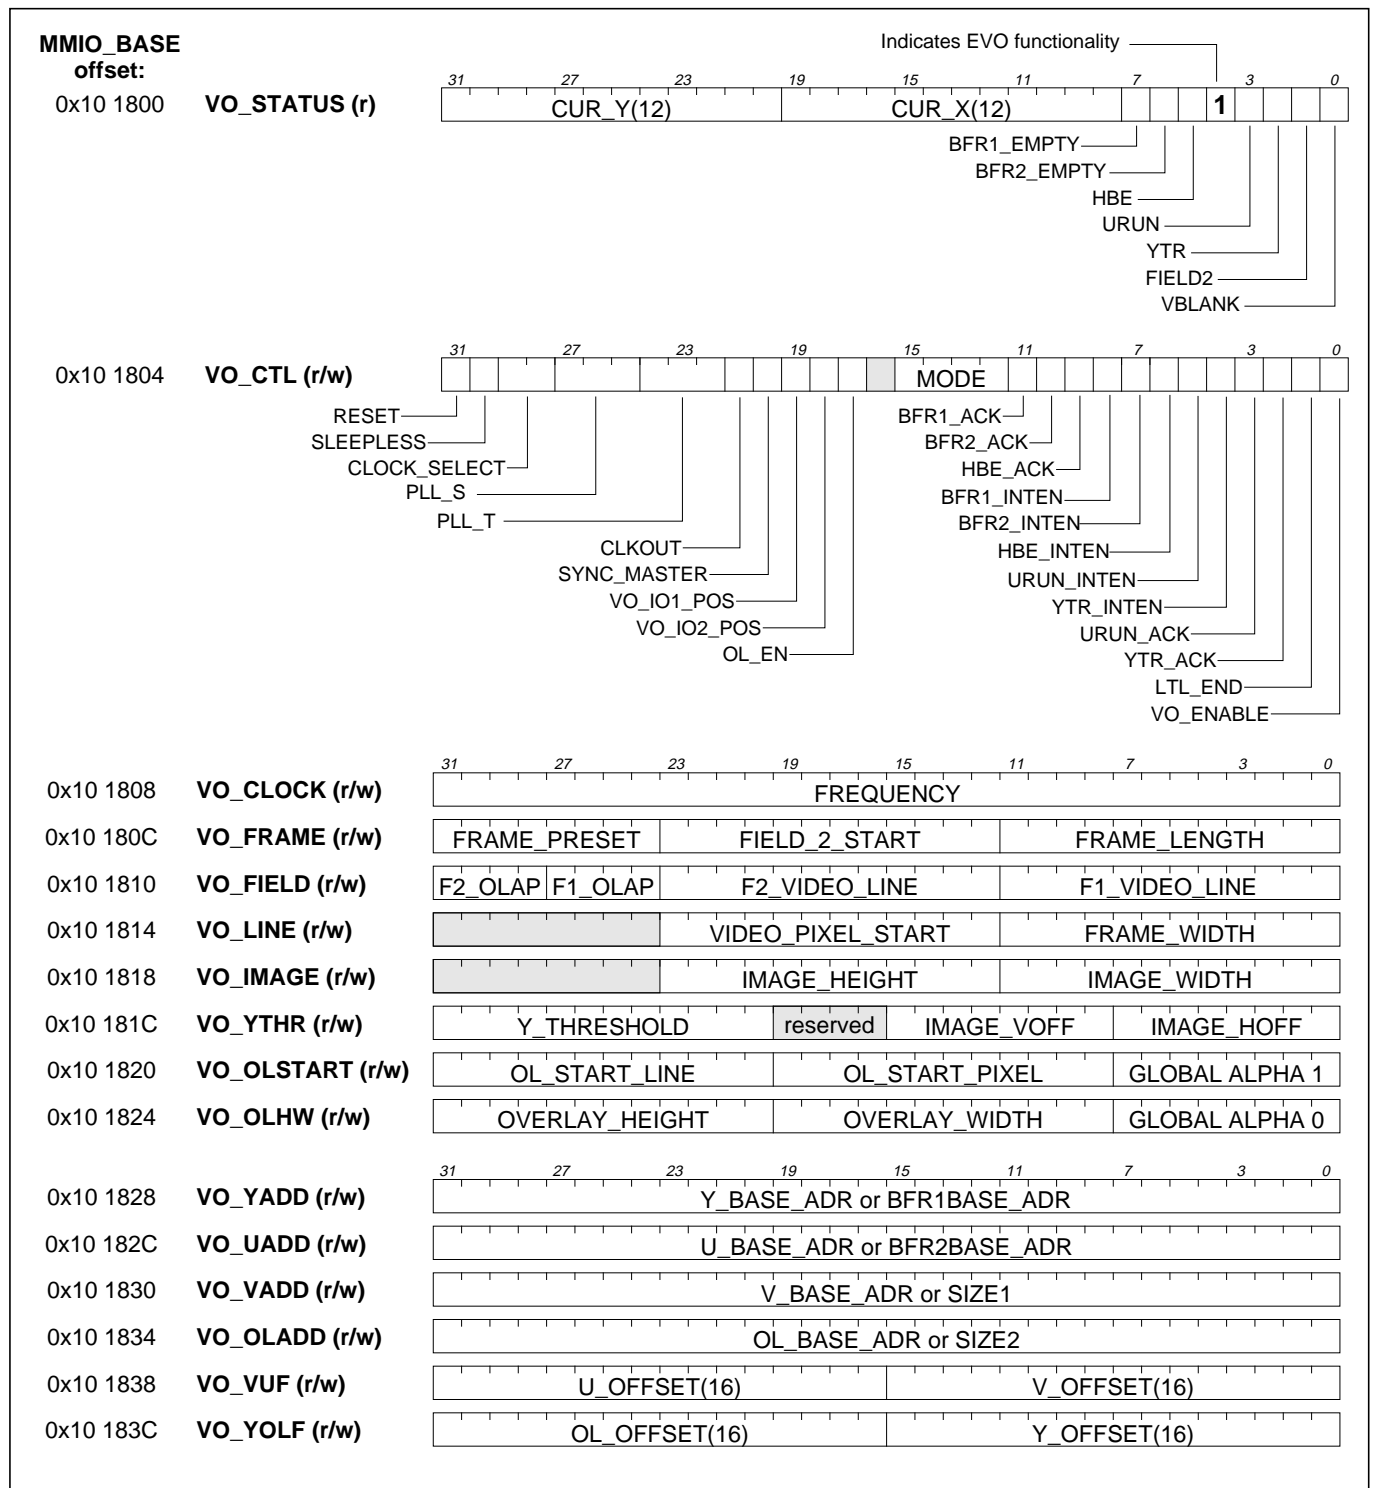 MMIO_BASE
offset:
Indicates EVO functionality
31 27 23 19 15 11 7 3 0
0x10 1800 VO_STATUS (r) CUR_Y(12) CUR_X(12) 1
BFR1_EMPTY
BFR2_EMPTY
HBE
URUN
YTR
FIELD2
VBLANK
31 27 23 19 15 11 7 3 0
0x10 1804 VO_CTL (r/w) MODE
RESET BFR1_ACK
SLEEPLESS BFR2_ACK
CLOCK_SELECT HBE_ACK
PLL_S BFR1_INTEN
PLL_T BFR2_INTEN
CLKOUT HBE_INTEN
SYNC_MASTER URUN_INTEN
VO_IO1_POS YTR_INTEN
VO_IO2_POS URUN_ACK
OL_EN YTR_ACK
LTL_END
VO_ENABLE
31 27 23 19 15 11 7 3 0
0x10 1808 VO_CLOCK (r/w) FREQUENCY
0x10 180C VO_FRAME (r/w) FRAME_PRESET FIELD_2_START FRAME_LENGTH
0x10 1810 VO_FIELD (r/w) F2_OLAP F1_OLAP F2_VIDEO_LINE F1_VIDEO_LINE
0x10 1814 VO_LINE (r/w) VIDEO_PIXEL_START FRAME_WIDTH
0x10 1818 VO_IMAGE (r/w) IMAGE_HEIGHT IMAGE_WIDTH
0x10 181C VO_YTHR (r/w) Y_THRESHOLD reserved IMAGE_VOFF IMAGE_HOFF
0x10 1820 VO_OLSTART (r/w) OL_START_LINE OL_START_PIXEL GLOBAL ALPHA 1
0x10 1824 VO_OLHW (r/w) OVERLAY_HEIGHT OVERLAY_WIDTH GLOBAL ALPHA 0
31 27 23 19 15 11 7 3 0
0x10 1828 VO_YADD (r/w) Y_BASE_ADR or BFR1BASE_ADR
0x10 182C VO_UADD (r/w) U_BASE_ADR or BFR2BASE_ADR
0x10 1830 VO_VADD (r/w) V_BASE_ADR or SIZE1
0x10 1834 VO_OLADD (r/w) OL_BASE_ADR or SIZE2
0x10 1838 VO_VUF (r/w) U_OFFSET(16) V_OFFSET(16)
0x10 183C VO_YOLF (r/w) OL_OFFSET(16) Y_OFFSET(16)